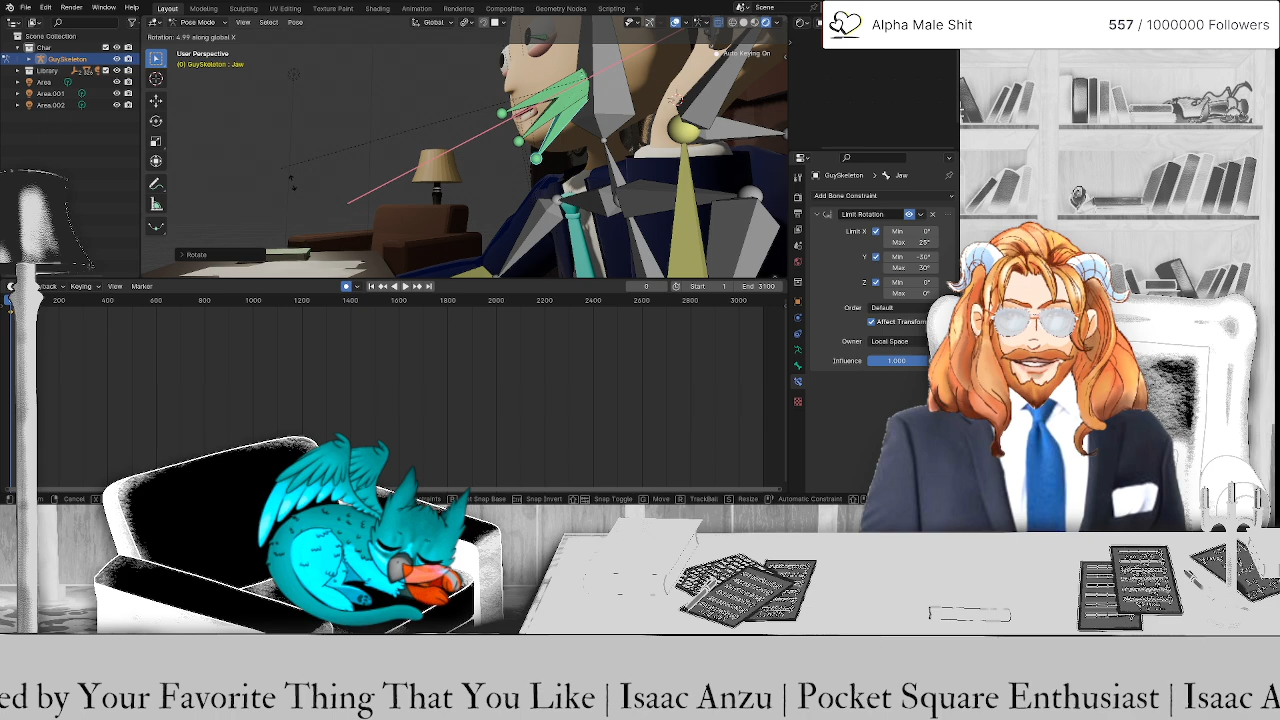 File Edit Render Window Help Layout Modeling Sculpting UV Editing Texture Paint Shading Animation Rendering Compositing Geometry Nodes Scripting + Scene
Pose Mode View Select Pose Global
Rotation: 4.99 along global X
Alpha Male Shit 557 / 1000000 Followers
Scene Collection
Char
GuySkeleton
Library
Area
Area.001
Area.002
User Perspective
(0) GuySkeleton : Jaw
Auto Keying On
Rotate
GuySkeleton > Jaw
Add Bone Constraint
Limit Rotation
Limit X Min 0°
Max 26°
Y Min -30°
Max 30°
Z Min 0°
Max 0°
Order Default
Affect Transform
Owner Local Space
Influence 1.000
Keying View Marker 0 Start 1 End 3100
200 400 600 800 1000 1200 1400 1600 1800 2000 2200 2400 2600 2800 3000
Cancel Snap Base Snap Invert Snap Toggle G Move R TrackBall S Resize Automatic Constraint
ed by Your Favorite Thing That You Like | Isaac Anzu | Pocket Square Enthusiast | Isaac A